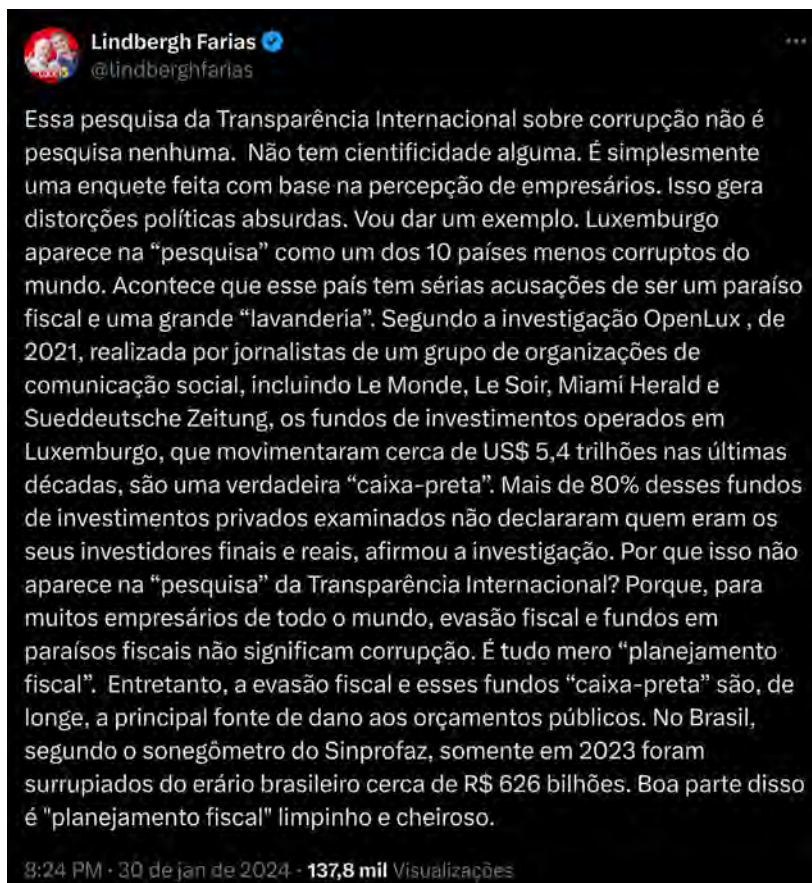 Lindbergh Farias
@lindberghfarias
Essa pesquisa da Transparência Internacional sobre corrupção não é
pesquisa nenhuma.  Não tem cientificidade alguma. É simplesmente
uma enquete feita com base na percepção de empresários. Isso gera
distorções políticas absurdas. Vou dar um exemplo. Luxemburgo
aparece na “pesquisa” como um dos 10 países menos corruptos do
mundo. Acontece que esse país tem sérias acusações de ser um paraíso
fiscal e uma grande “lavanderia”. Segundo a investigação OpenLux , de
2021, realizada por jornalistas de um grupo de organizações de
comunicação social, incluindo Le Monde, Le Soir, Miami Herald e
Sueddeutsche Zeitung, os fundos de investimentos operados em
Luxemburgo, que movimentaram cerca de US$ 5,4 trilhões nas últimas
décadas, são uma verdadeira “caixa-preta”. Mais de 80% desses fundos
de investimentos privados examinados não declararam quem eram os
seus investidores finais e reais, afirmou a investigação. Por que isso não
aparece na “pesquisa” da Transparência Internacional? Porque, para
muitos empresários de todo o mundo, evasão fiscal e fundos em
paraísos fiscais não significam corrupção. É tudo mero “planejamento
fiscal”.  Entretanto, a evasão fiscal e esses fundos “caixa-preta” são, de
longe, a principal fonte de dano aos orçamentos públicos. No Brasil,
segundo o sonegômetro do Sinprofaz, somente em 2023 foram
surrupiados do erário brasileiro cerca de R$ 626 bilhões. Boa parte disso
é "planejamento fiscal" limpinho e cheiroso.
8:24 PM · 30 de jan de 2024 · 137,8 mil Visualizações